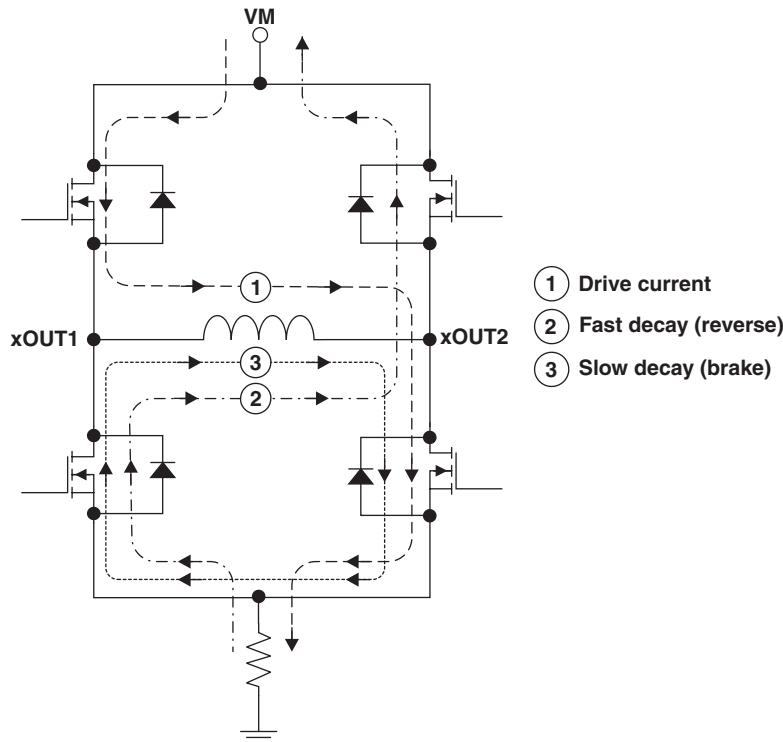 VM
1
xOUT1
xOUT2
3
2
1 Drive current
2 Fast decay (reverse)
3 Slow decay (brake)